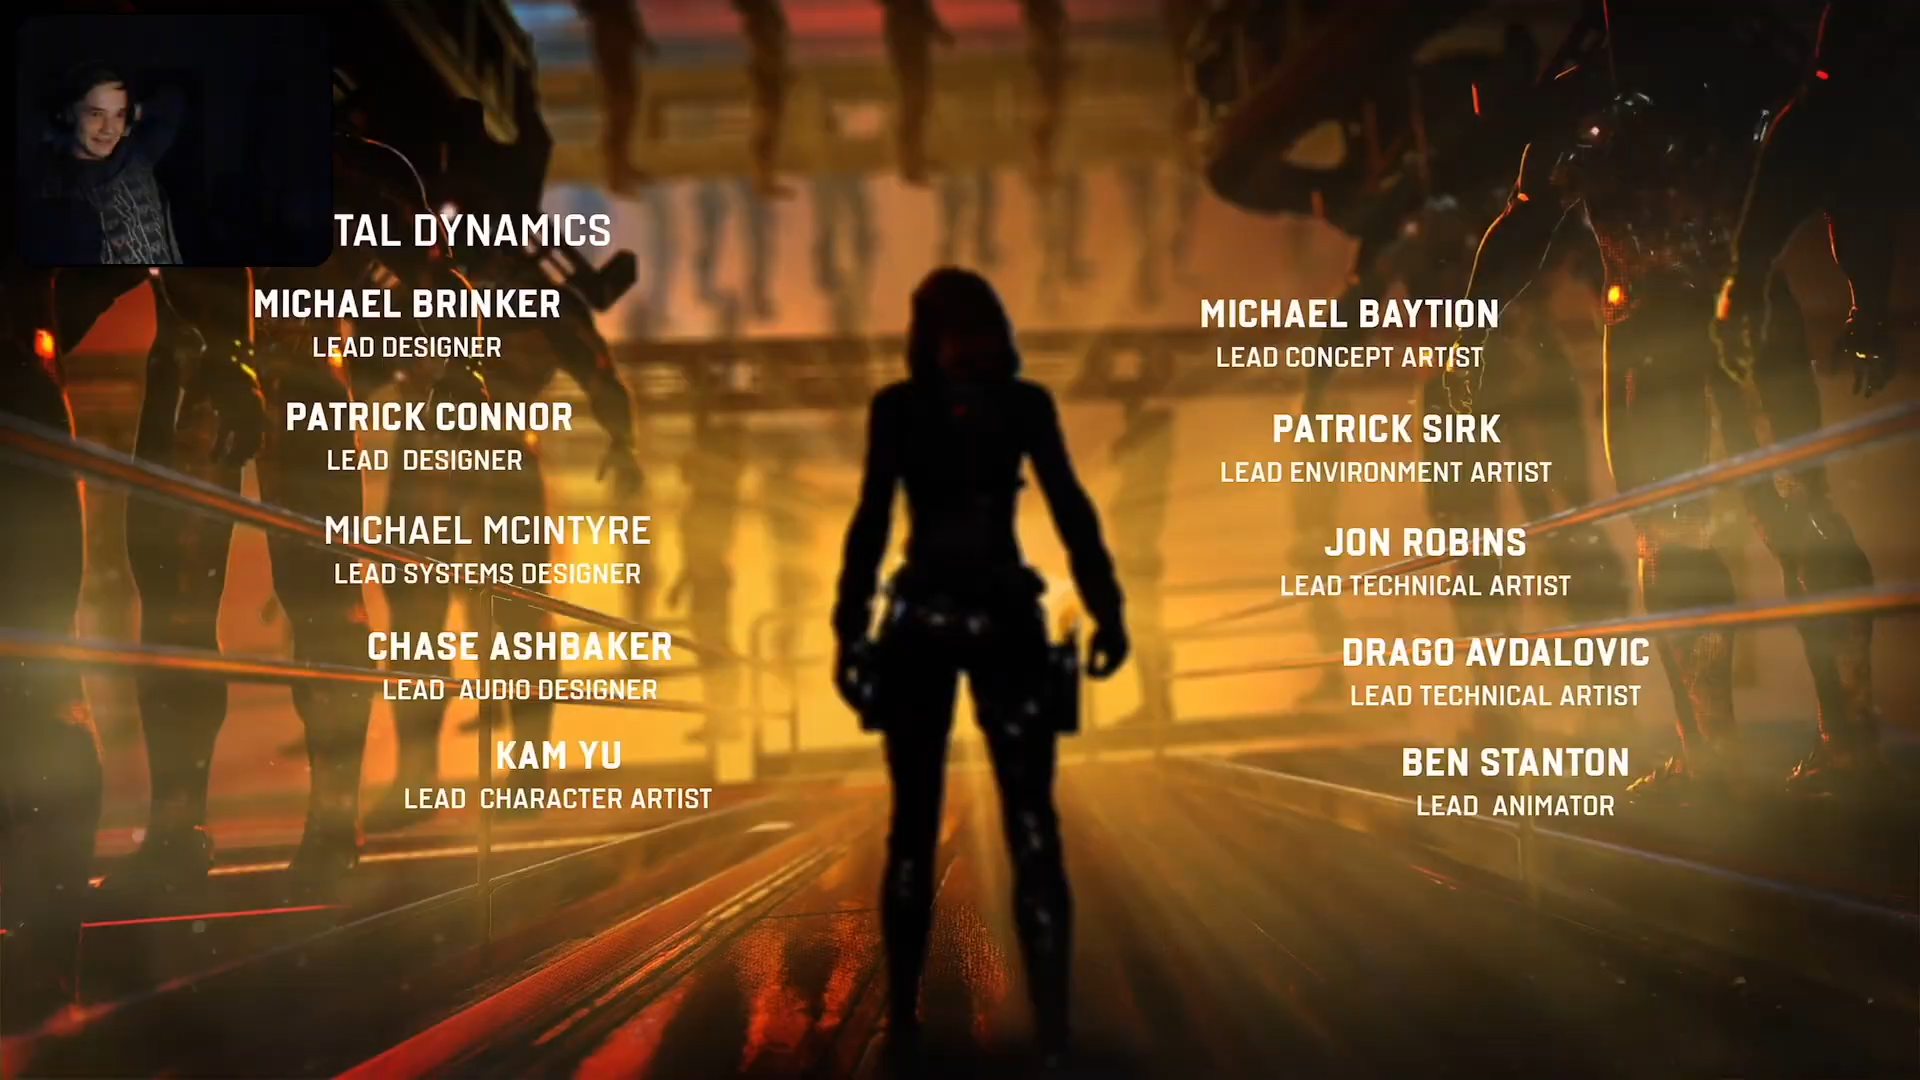 TAL DYNAMICS
MICHAEL BRINKER
LEAD DESIGNER
PATRICK CONNOR
LEAD DESIGNER
MICHAEL MCINTYRE
LEAD SYSTEMS DESIGNER
CHASE ASHBAKER
LEAD AUDIO DESIGNER
KAM YU
LEAD CHARACTER ARTIST
MICHAEL BAYTION
LEAD CONCEPT ARTIST
PATRICK SIRK
LEAD ENVIRONMENT ARTIST
JON ROBINS
LEAD TECHNICAL ARTIST
DRAGO AVDALOVIC
LEAD TECHNICAL ARTIST
BEN STANTON
LEAD ANIMATOR